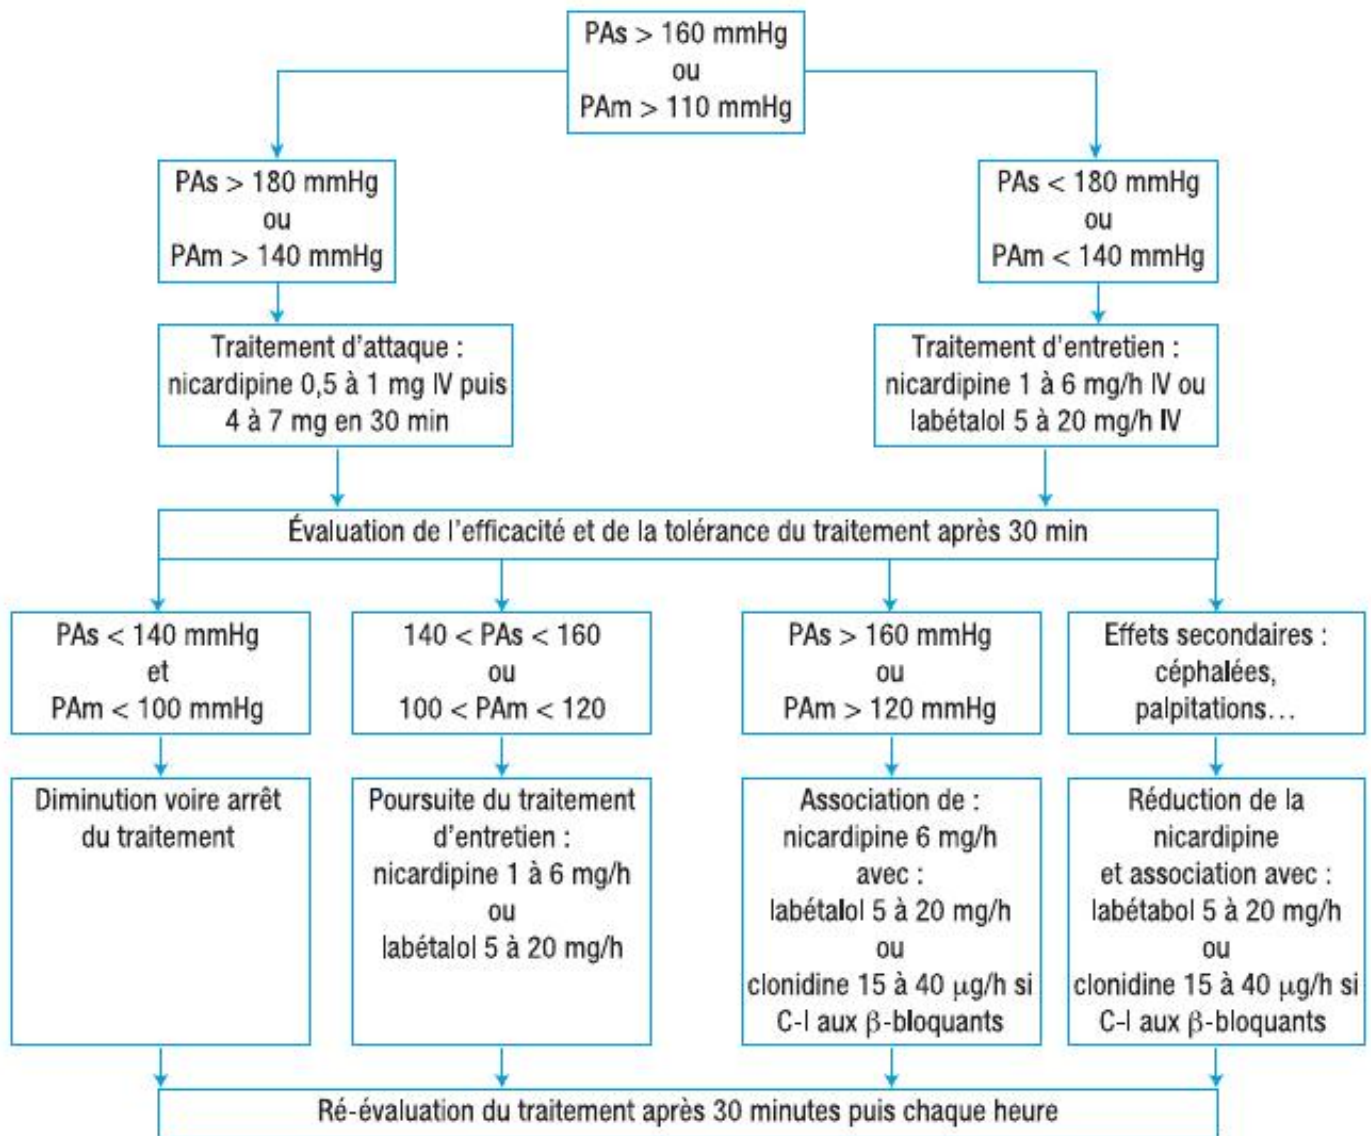 PAs > 160 mmHg
ou
PAm > 110 mmHg
PAs > 180 mmHg
ou
PAm > 140 mmHg
PAs < 180 mmHg
ou
PAm < 140 mmHg
Traitement d'attaque :
nicardipine 0,5 à 1 mg IV puis
4 à 7 mg en 30 min
Traitement d'entretien :
nicardipine 1 à 6 mg/h IV ou
labétalol 5 à 20 mg/h IV
Évaluation de l'efficacité et de la tolérance du traitement après 30 min
PAs < 140 mmHg
et
PAm < 100 mmHg
140 < PAs < 160
ou
100 < PAm < 120
PAs > 160 mmHg
ou
PAm > 120 mmHg
Effets secondaires :
céphalées,
palpitations…
Diminution voire arrêt
du traitement
Poursuite du traitement
d'entretien :
nicardipine 1 à 6 mg/h
ou
labétalol 5 à 20 mg/h
Association de :
nicardipine 6 mg/h
avec :
labétalol 5 à 20 mg/h
ou
clonidine 15 à 40 µg/h si
C-I aux β-bloquants
Réduction de la
nicardipine
et association avec :
labétabol 5 à 20 mg/h
ou
clonidine 15 à 40 µg/h si
C-I aux β-bloquants
Ré-évaluation du traitement après 30 minutes puis chaque heure